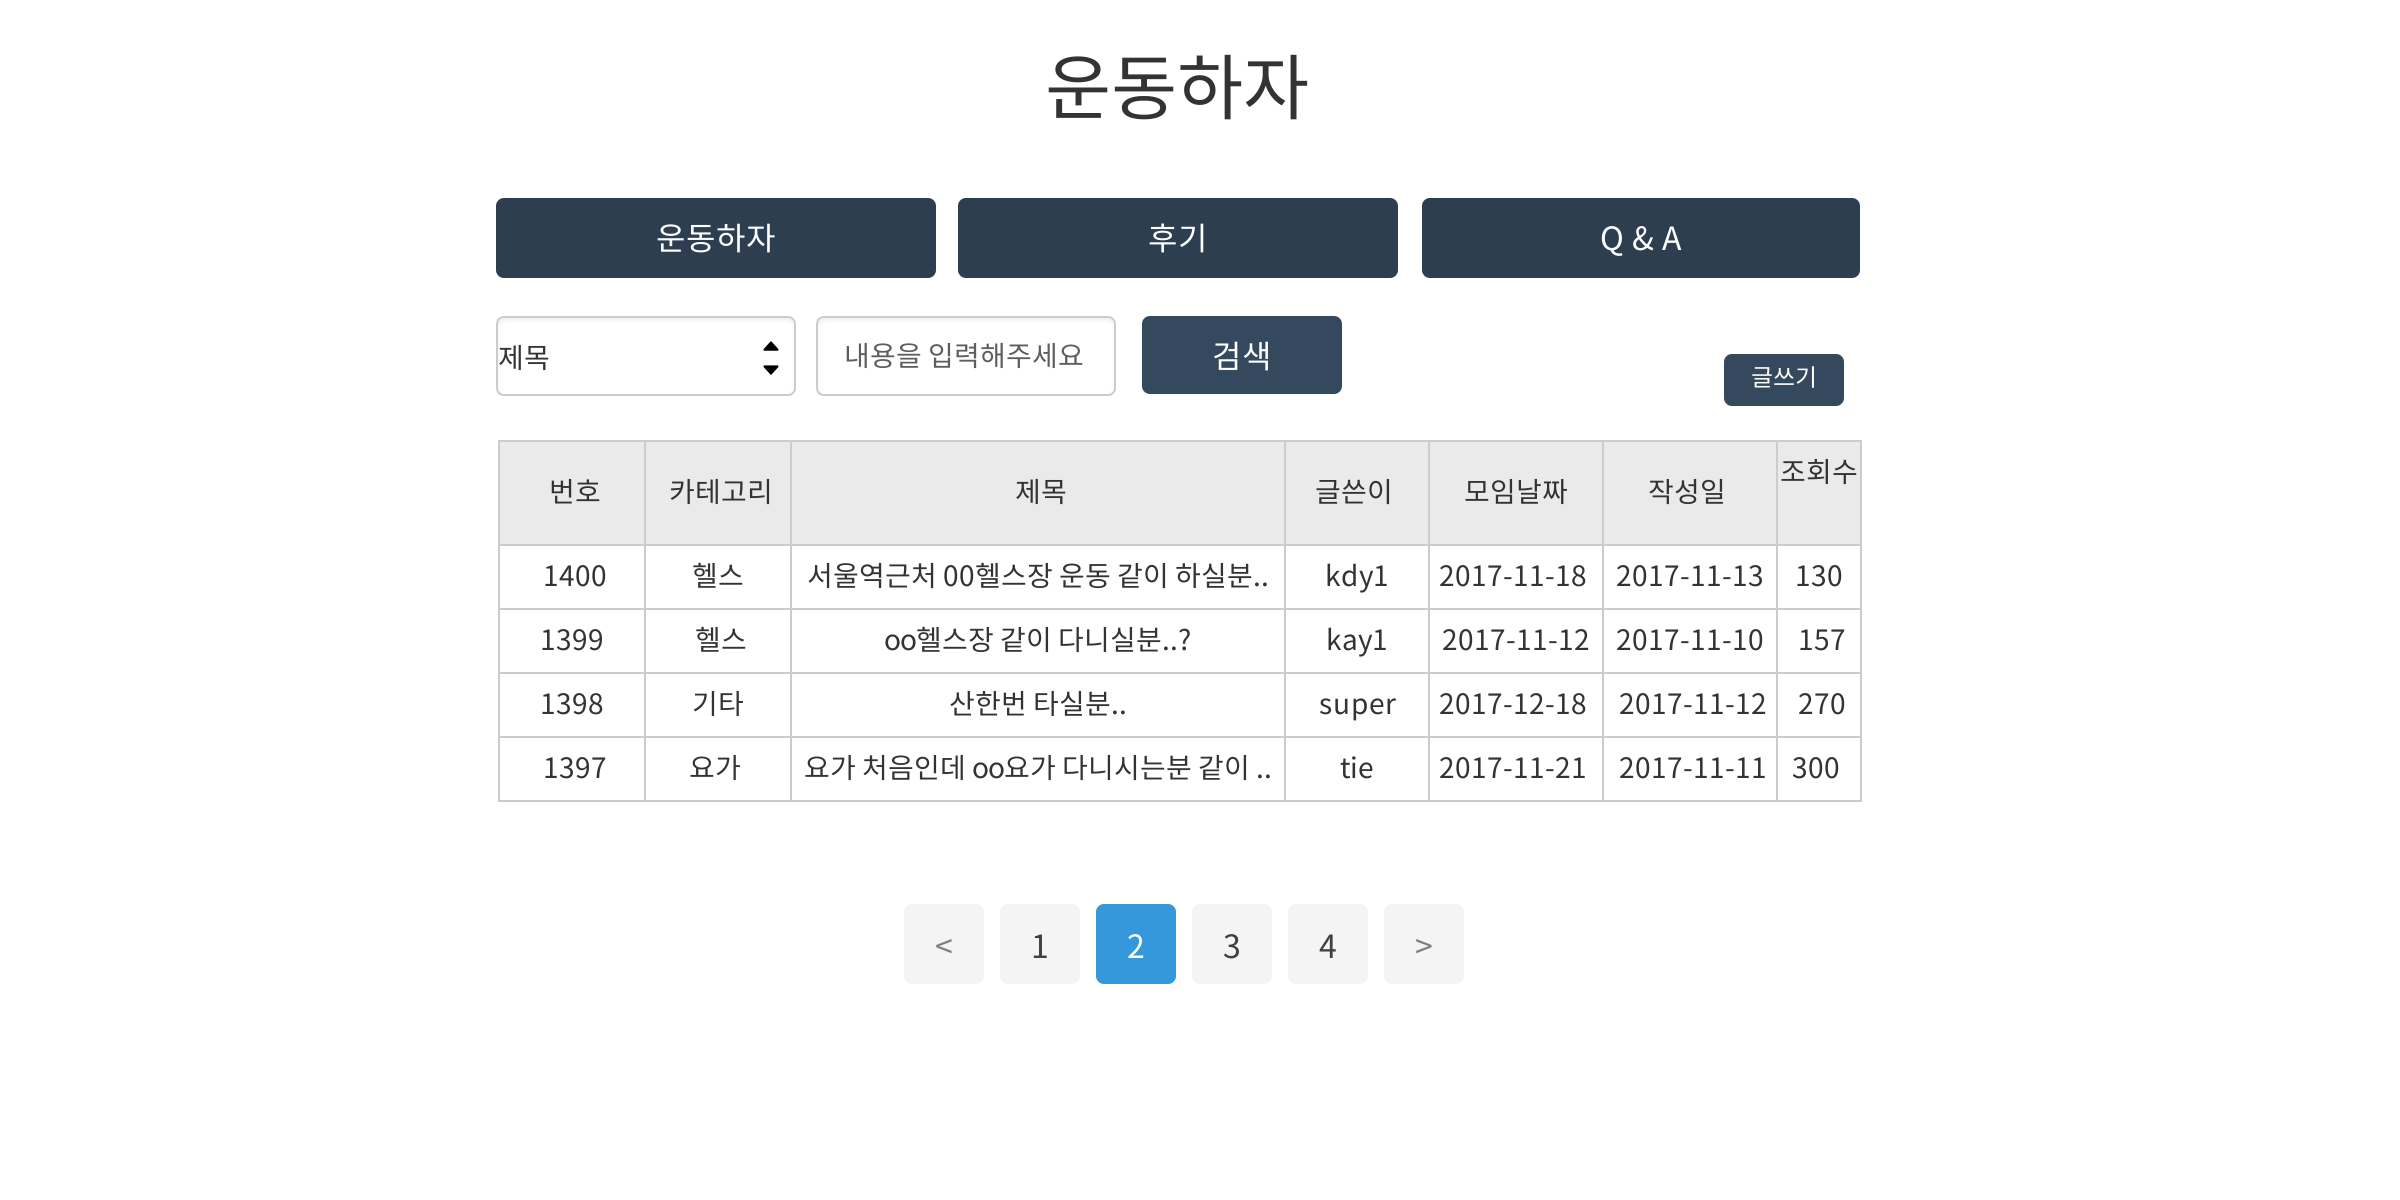 운동하자
운동하자 후기 Q & A
제목 내용을 입력해주세요 검색 글쓰기
번호 카테고리 제목 글쓴이 모임날짜 작성일 조회수
1400 헬스 서울역근처 00헬스장 운동 같이 하실분.. kdy1 2017-11-18 2017-11-13 130
1399 헬스 oo헬스장 같이 다니실분..? kay1 2017-11-12 2017-11-10 157
1398 기타 산한번 타실분.. super 2017-12-18 2017-11-12 270
1397 요가 요가 처음인데 oo요가 다니시는분 같이 .. tie 2017-11-21 2017-11-11 300
< 1 2 3 4 >